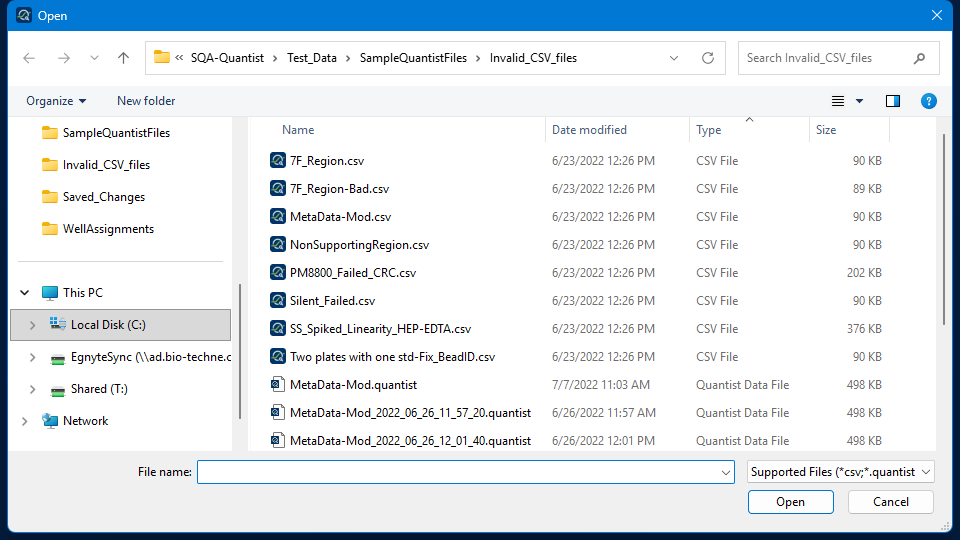 Open
« SQA-Quantist > Test_Data > SampleQuantistFiles > Invalid_CSV_files
Search Invalid_CSV_files
Organize New folder
SampleQuantistFiles
Invalid_CSV_files
Saved_Changes
WellAssignments
This PC
Local Disk (C:)
EgnyteSync (\\ad.bio-techne.c
Shared (T:)
Network
Name Date modified Type Size
7F_Region.csv 6/23/2022 12:26 PM CSV File 90 KB
7F_Region-Bad.csv 6/23/2022 12:26 PM CSV File 89 KB
MetaData-Mod.csv 6/23/2022 12:26 PM CSV File 90 KB
NonSupportingRegion.csv 6/23/2022 12:26 PM CSV File 90 KB
PM8800_Failed_CRC.csv 6/23/2022 12:26 PM CSV File 202 KB
Silent_Failed.csv 6/23/2022 12:26 PM CSV File 90 KB
SS_Spiked_Linearity_HEP-EDTA.csv 6/23/2022 12:26 PM CSV File 376 KB
Two plates with one std-Fix_BeadID.csv 6/23/2022 12:26 PM CSV File 90 KB
MetaData-Mod.quantist 7/7/2022 11:03 AM Quantist Data File 498 KB
MetaData-Mod_2022_06_26_11_57_20.quantist 6/26/2022 11:57 AM Quantist Data File 498 KB
MetaData-Mod_2022_06_26_12_01_40.quantist 6/26/2022 12:01 PM Quantist Data File 498 KB
File name:
Supported Files (*csv;*.quantist
Open Cancel